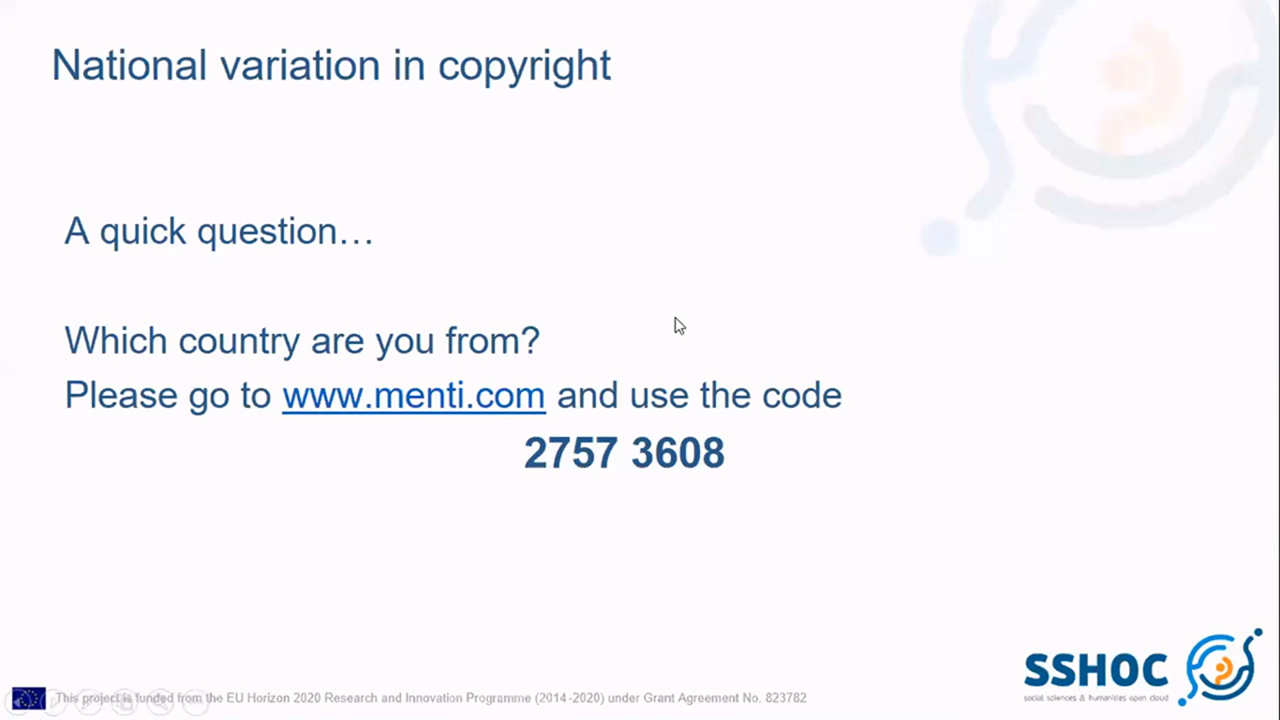 National variation in copyright
A quick question…
Which country are you from?
Please go to www.menti.com and use the code
2757 3608
SSHOC
social sciences & humanities open cloud
This project is funded from the EU Horizon 2020 Research and Innovation Programme (2014-2020) under Grant Agreement No. 823782